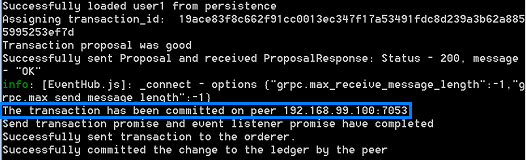 Successfully loaded user1 from persistence
Assigning transaction_id:  19ace83f8c662f91cc0013ec347f17a53491fdc8d239a3b62a885
5995253ef7d
Transaction proposal was good
Successfully sent Proposal and received ProposalResponse: Status - 200, message
- "OK"
info: [EventHub.js]: _connect - options {"grpc.max_receive_message_length":-1,"g
rpc.max_send_message_length":-1}
The transaction has been committed on peer 192.168.99.100:7053
Send transaction promise and event listener promise have completed
Successfully sent transaction to the orderer.
Successfully committed the change to the ledger by the peer